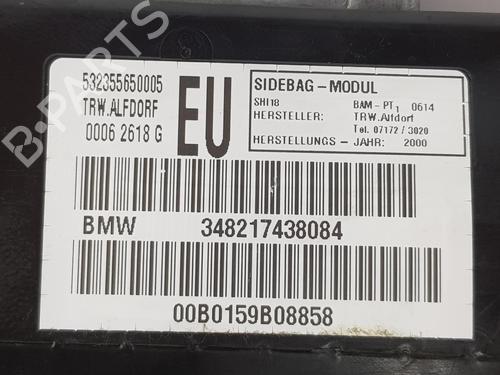 532355650005
TRW.ALFDORF
0006 2618 G
EU
SIDEBAG-MODUL
SHI18 BAM-PT1 0614
HERSTELLER: TRW.Alfdorf
Tel. 07172/3020
HERSTELLUNGS-JAHR: 2000
BMW 348217438084
00B0159B08858
B-PARTS